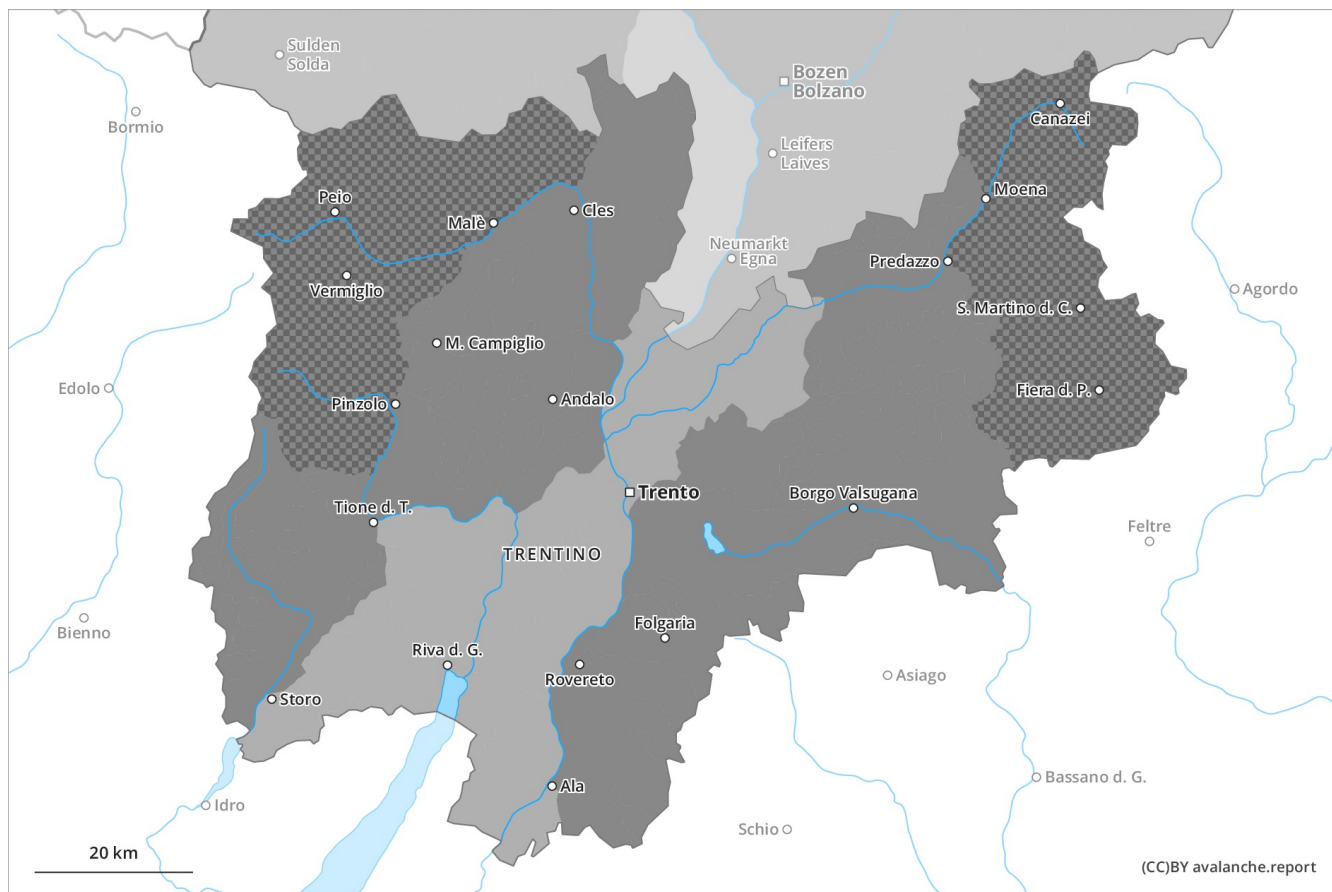 Sulden
Solda
Bozen
Bolzano
Bormio
Canazei
Leifers
Laives
Peio
Moena
Malè
Cles
Neumarkt
Egna
Predazzo
Vermiglio
Agordo
S. Martino d. C.
M. Campiglio
Edolo
Fiera d. P.
Pinzolo
Andalo
Trento
Borgo Valsugana
Tione d. T.
Feltre
TRENTINO
Bienno
Folgaria
Riva d. G.
Rovereto
Asiago
Storo
Bassano d. G.
Ala
Idro
Schio
20 km
(CC)BY avalanche.report